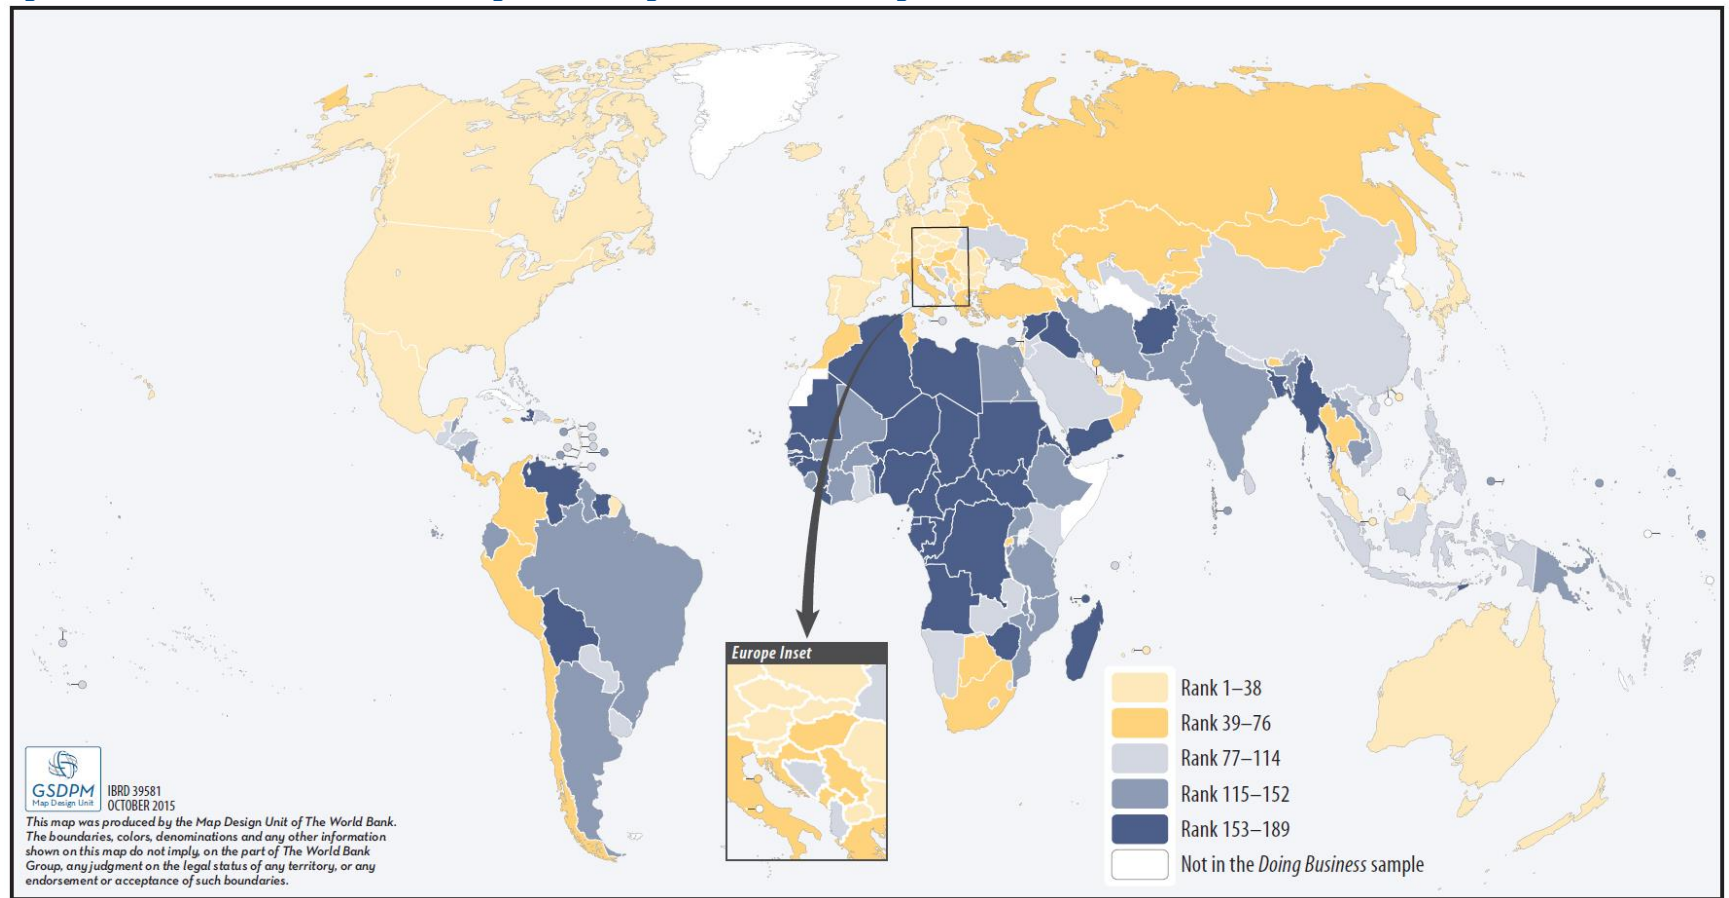 Europe Inset
Rank 1–38
Rank 39–76
Rank 77–114
Rank 115–152
Rank 153–189
Not in the Doing Business sample
GSDPM
Map Design Unit
IBRD 39581
OCTOBER 2015
This map was produced by the Map Design Unit of The World Bank.
The boundaries, colors, denominations and any other information
shown on this map do not imply, on the part of The World Bank
Group, any judgment on the legal status of any territory, or any
endorsement or acceptance of such boundaries.